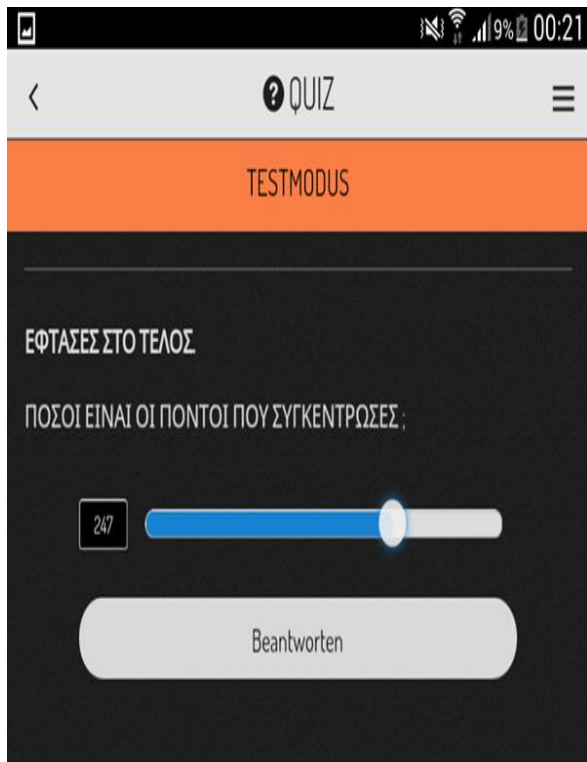 9% 00:21
QUIZ
TESTMODUS
ΕΦΤΑΣΕΣ ΣΤΟ ΤΕΛΟΣ
ΠΟΣΟΙ ΕΙΝΑΙ ΟΙ ΠΟΝΤΟΙ ΠΟΥ ΣΥΓΚΕΝΤΡΩΣΕΣ ;
247
Beantworten